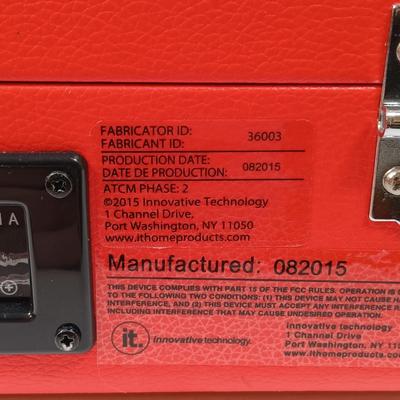 FABRICATOR ID: 36003
FABRICANT ID:
PRODUCTION DATE: 082015
DATE DE PRODUCTION:
ATCM PHASE: 2
©2015 Innovative Technology
1 Channel Drive,
Port Washington, NY 11050
www.ithomeproducts.com
1A
Manufactured: 082015
THIS DEVICE COMPLIES WITH PART 15 OF THE FCC RULES. OPERATION IS
TO THE FOLLOWING TWO CONDITIONS: (1) THIS DEVICE MAY NOT CAUSE HA
INTERFERENCE, AND (2) THIS DEVICE MUST ACCEPT ANY INTERFERENCE R
INCLUDING INTERFERENCE THAT MAY CAUSE UNDESIRED OPERATION.
it. innovative technology.
innovative technology
1 Channel Drive
Port Washington, NY 1105
www.ithomeproducts.c